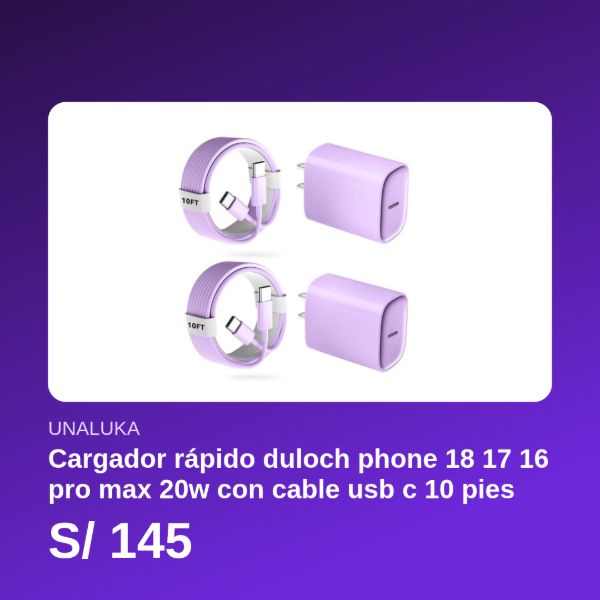 10FT
10FT
UNALUKA
Cargador rápido duloch phone 18 17 16
pro max 20w con cable usb c 10 pies
S/ 145